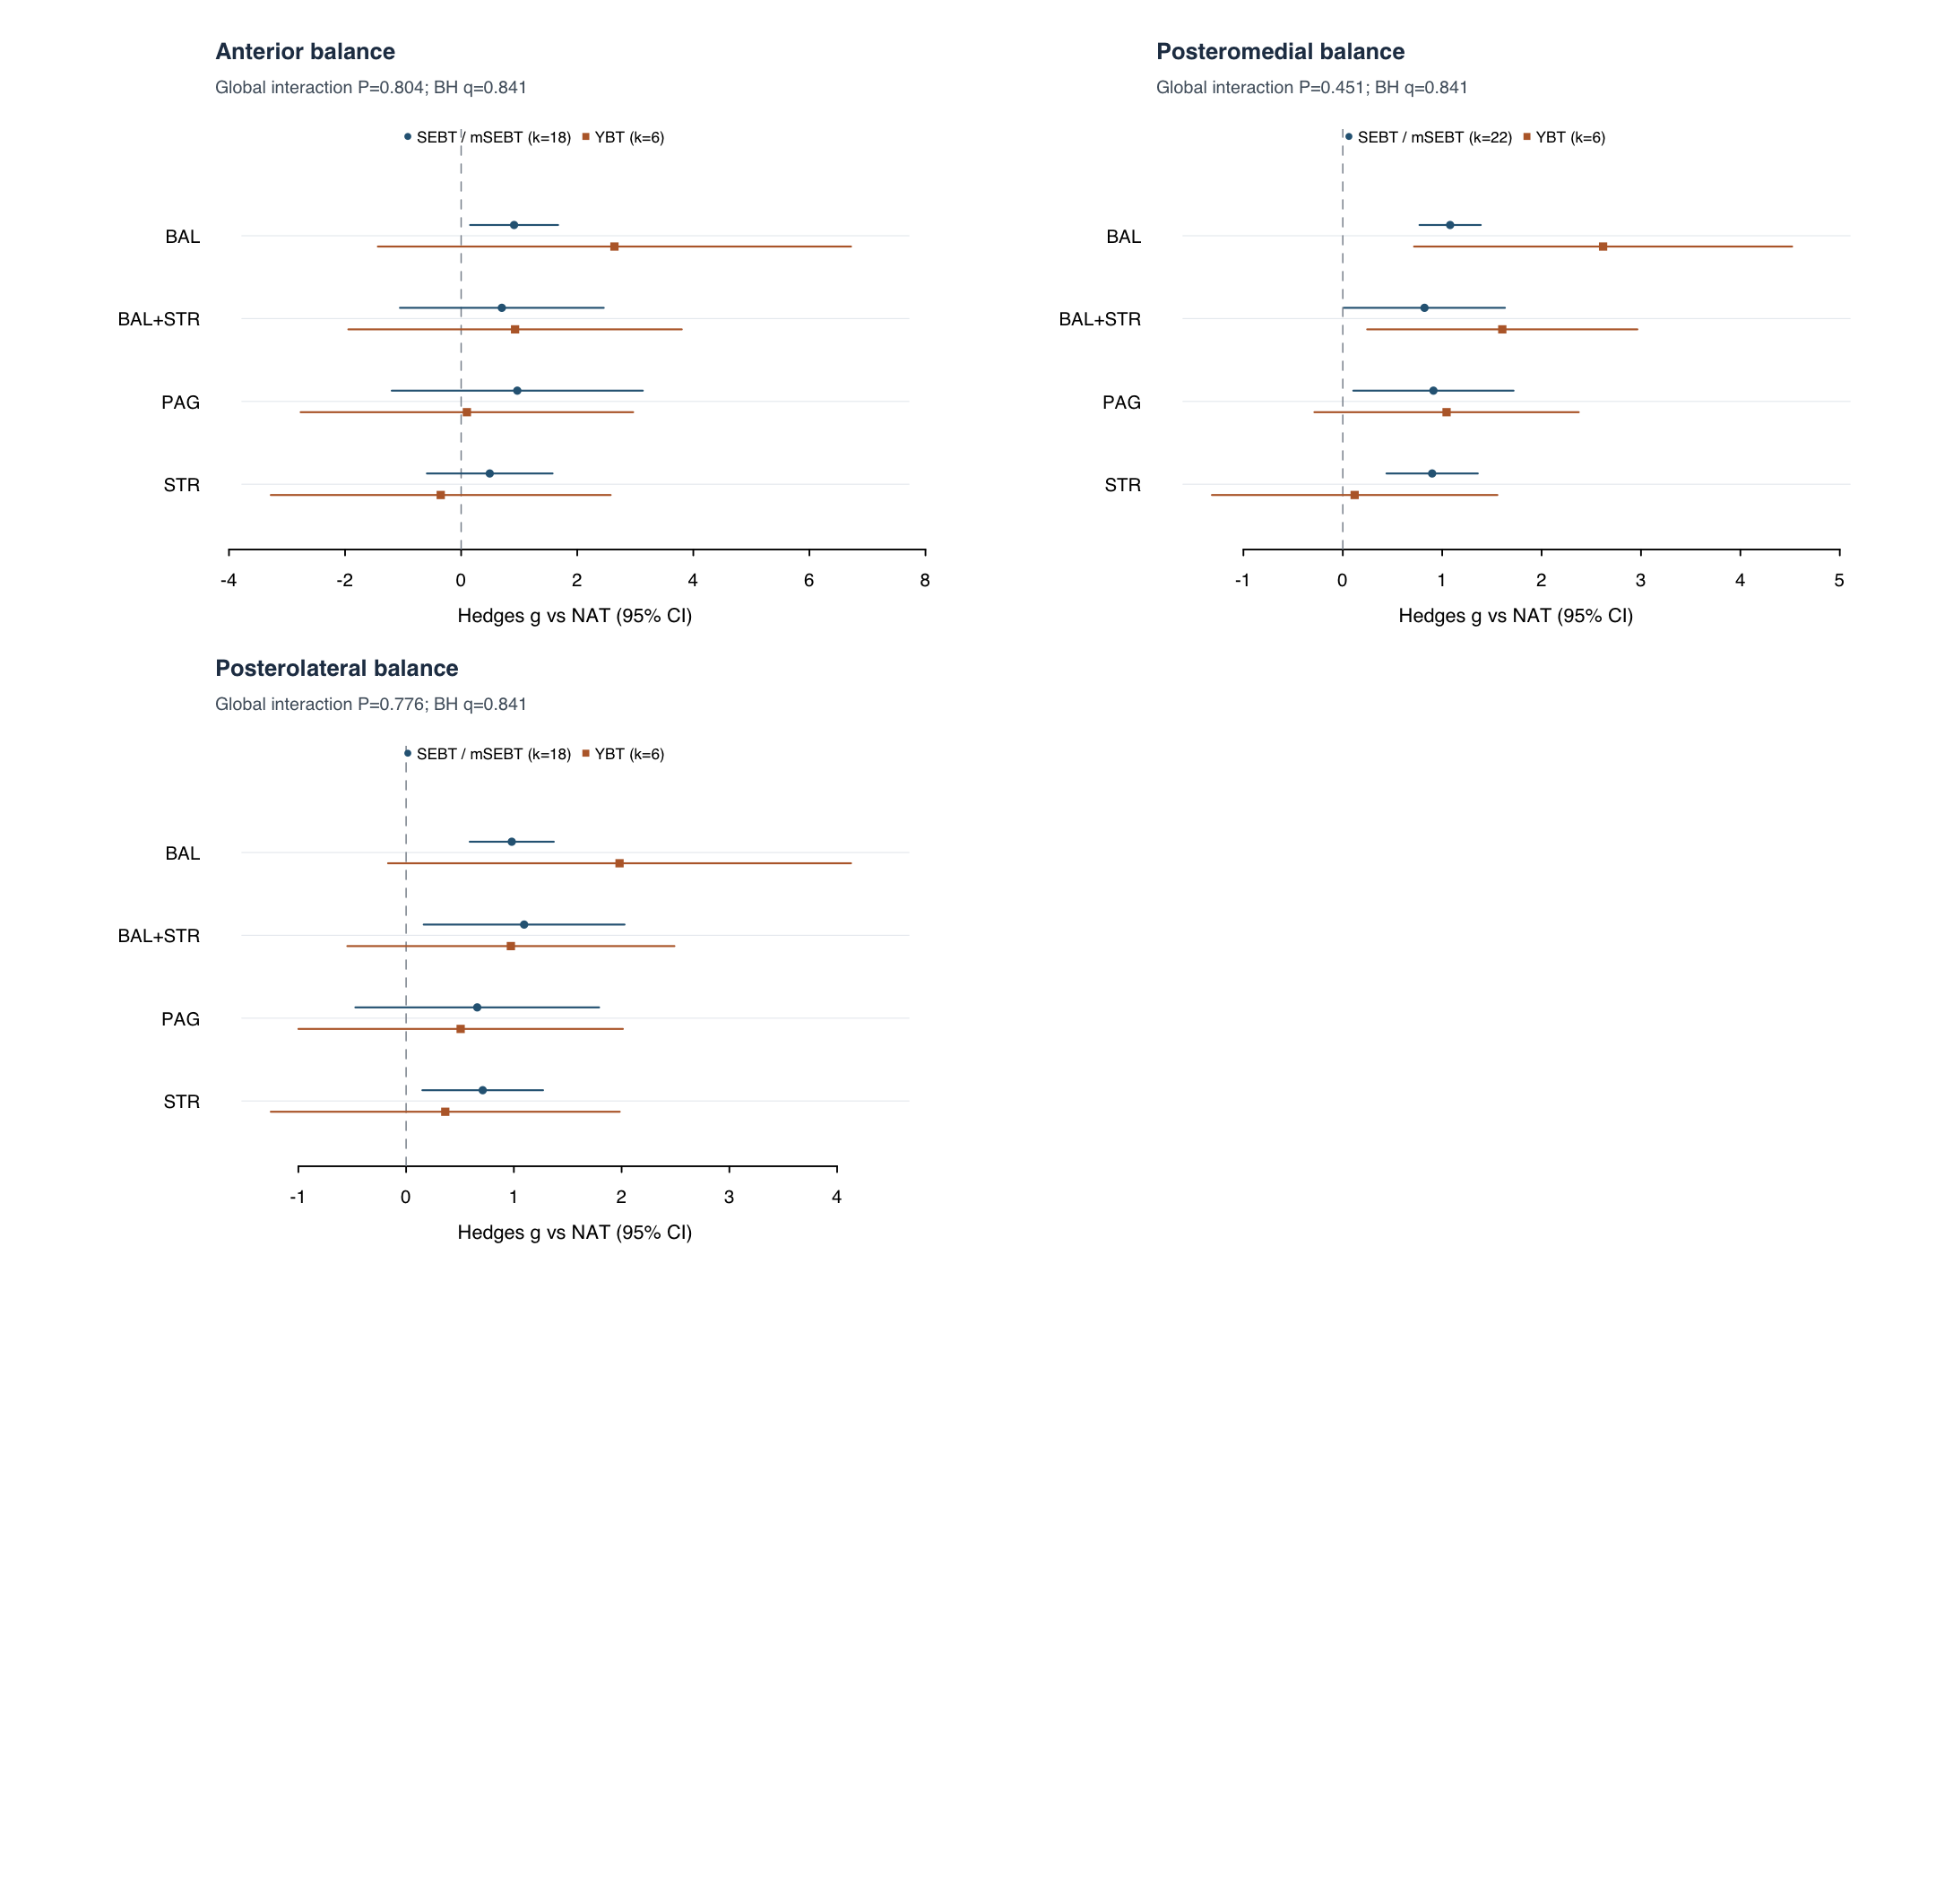 Anterior balance
Global interaction P=0.804; BH q=0.841
SEBT / mSEBT (k=18) YBT (k=6)
BAL
BAL+STR
PAG
STR
-4 -2 0 2 4 6 8
Hedges g vs NAT (95% CI)
Posteromedial balance
Global interaction P=0.451; BH q=0.841
SEBT / mSEBT (k=22) YBT (k=6)
BAL
BAL+STR
PAG
STR
-1 0 1 2 3 4 5
Hedges g vs NAT (95% CI)
Posterolateral balance
Global interaction P=0.776; BH q=0.841
SEBT / mSEBT (k=18) YBT (k=6)
BAL
BAL+STR
PAG
STR
-1 0 1 2 3 4
Hedges g vs NAT (95% CI)